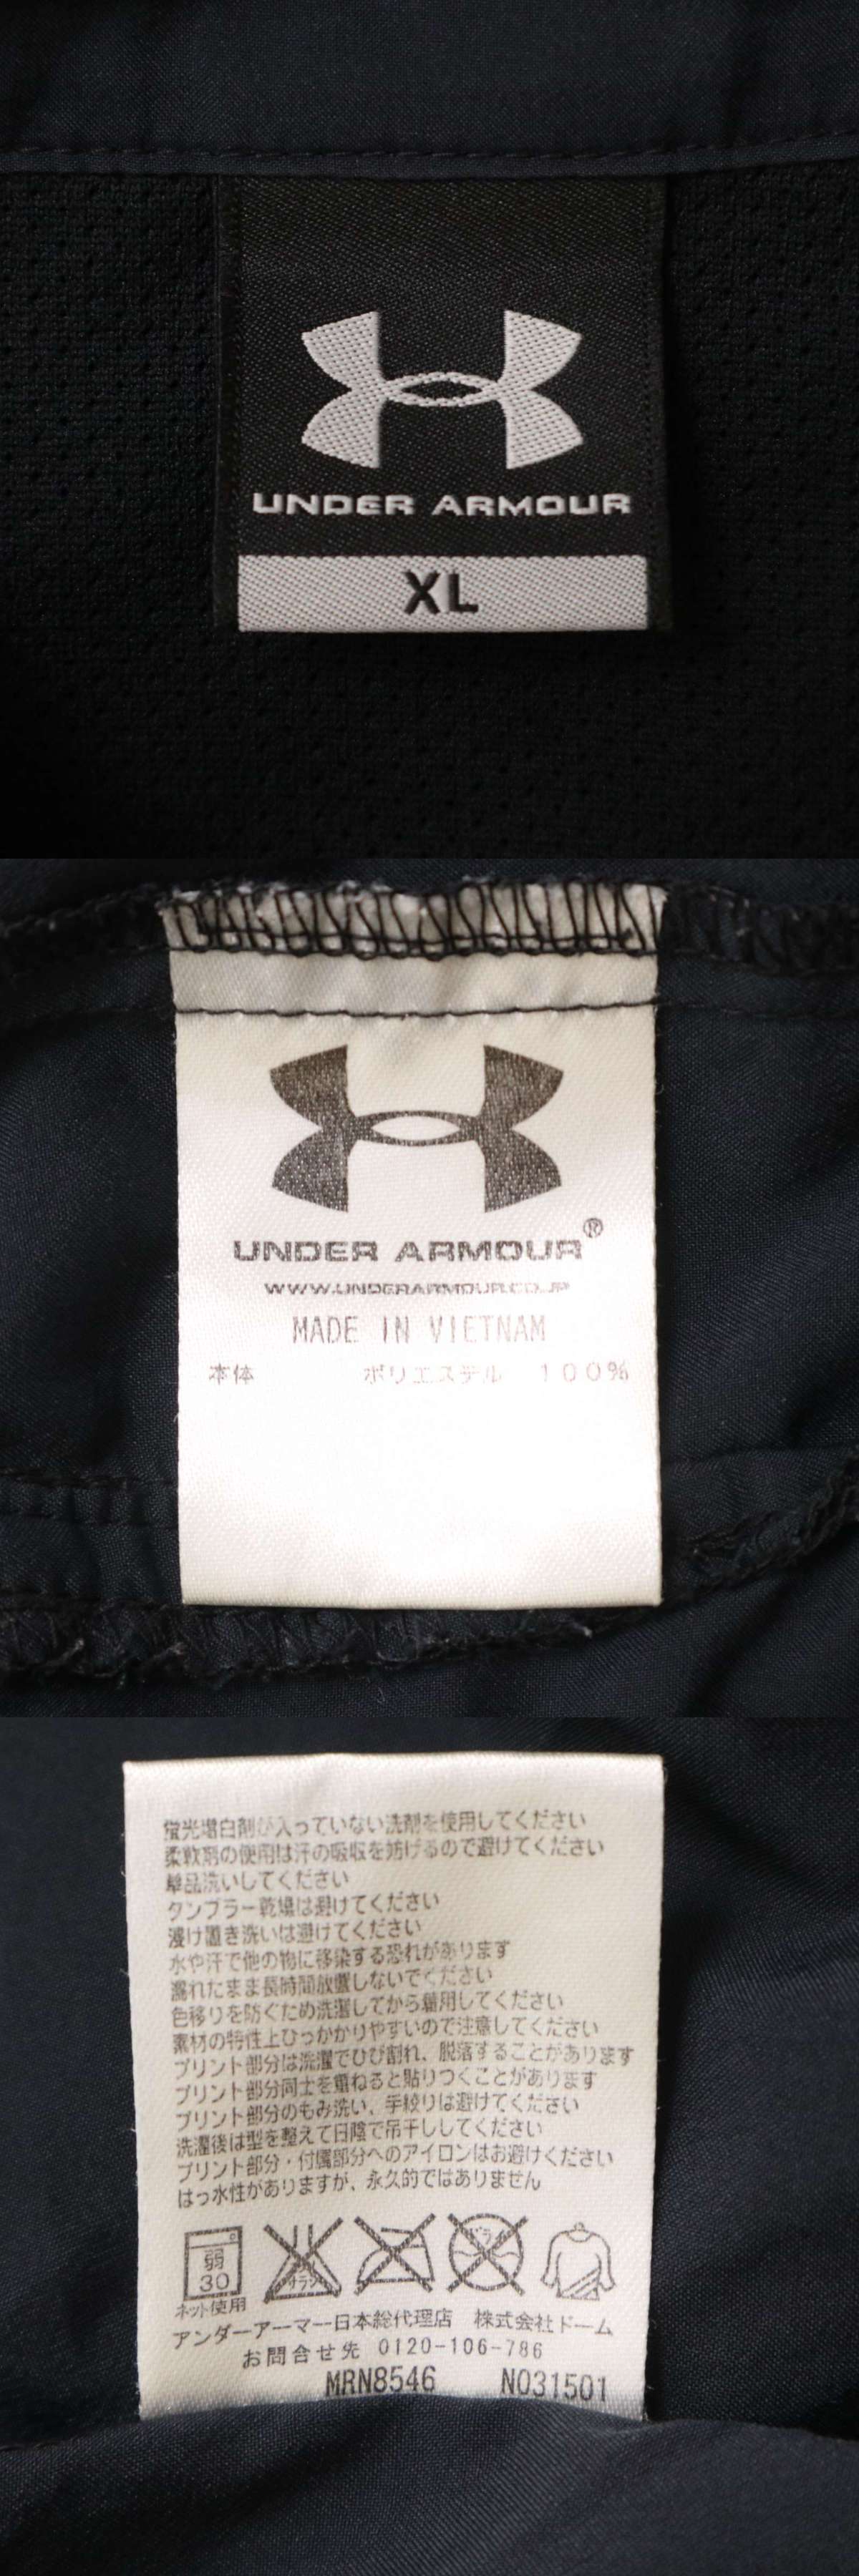 UNDER ARMOUR
XL
UNDER ARMOUR®
WWW.UNDERARMOUR.CO.JP
MADE IN VIETNAM
本体 ポリエステル 100%
蛍光増白剤が入っていない洗剤を使用してください
柔軟剤の使用は汗の吸収を妨げるので避けてください
単品洗いしてください
タンブラー乾燥は避けてください
浸け置き洗いは避けてください
水や汗で他の物に移染する恐れがあります
濡れたまま長時間放置しないでください
色移りを防ぐため洗濯してから着用してください
素材の特性上ひっかかりやすいので注意してください
プリント部分は洗濯でひび割れ、脱落することがあります
プリント部分同士を重ねると貼りつくことがあります
プリント部分のもみ洗い、手絞りは避けてください
洗濯後は型を整えて日陰で吊干ししてください
プリント部分・付属部分へのアイロンはお避けください
はっ水性がありますが、永久的ではありません
弱
30
ネット使用
アンダーアーマー日本総代理店 株式会社ドーム
お問合せ先 0120-106-786
MRN8546 N031501